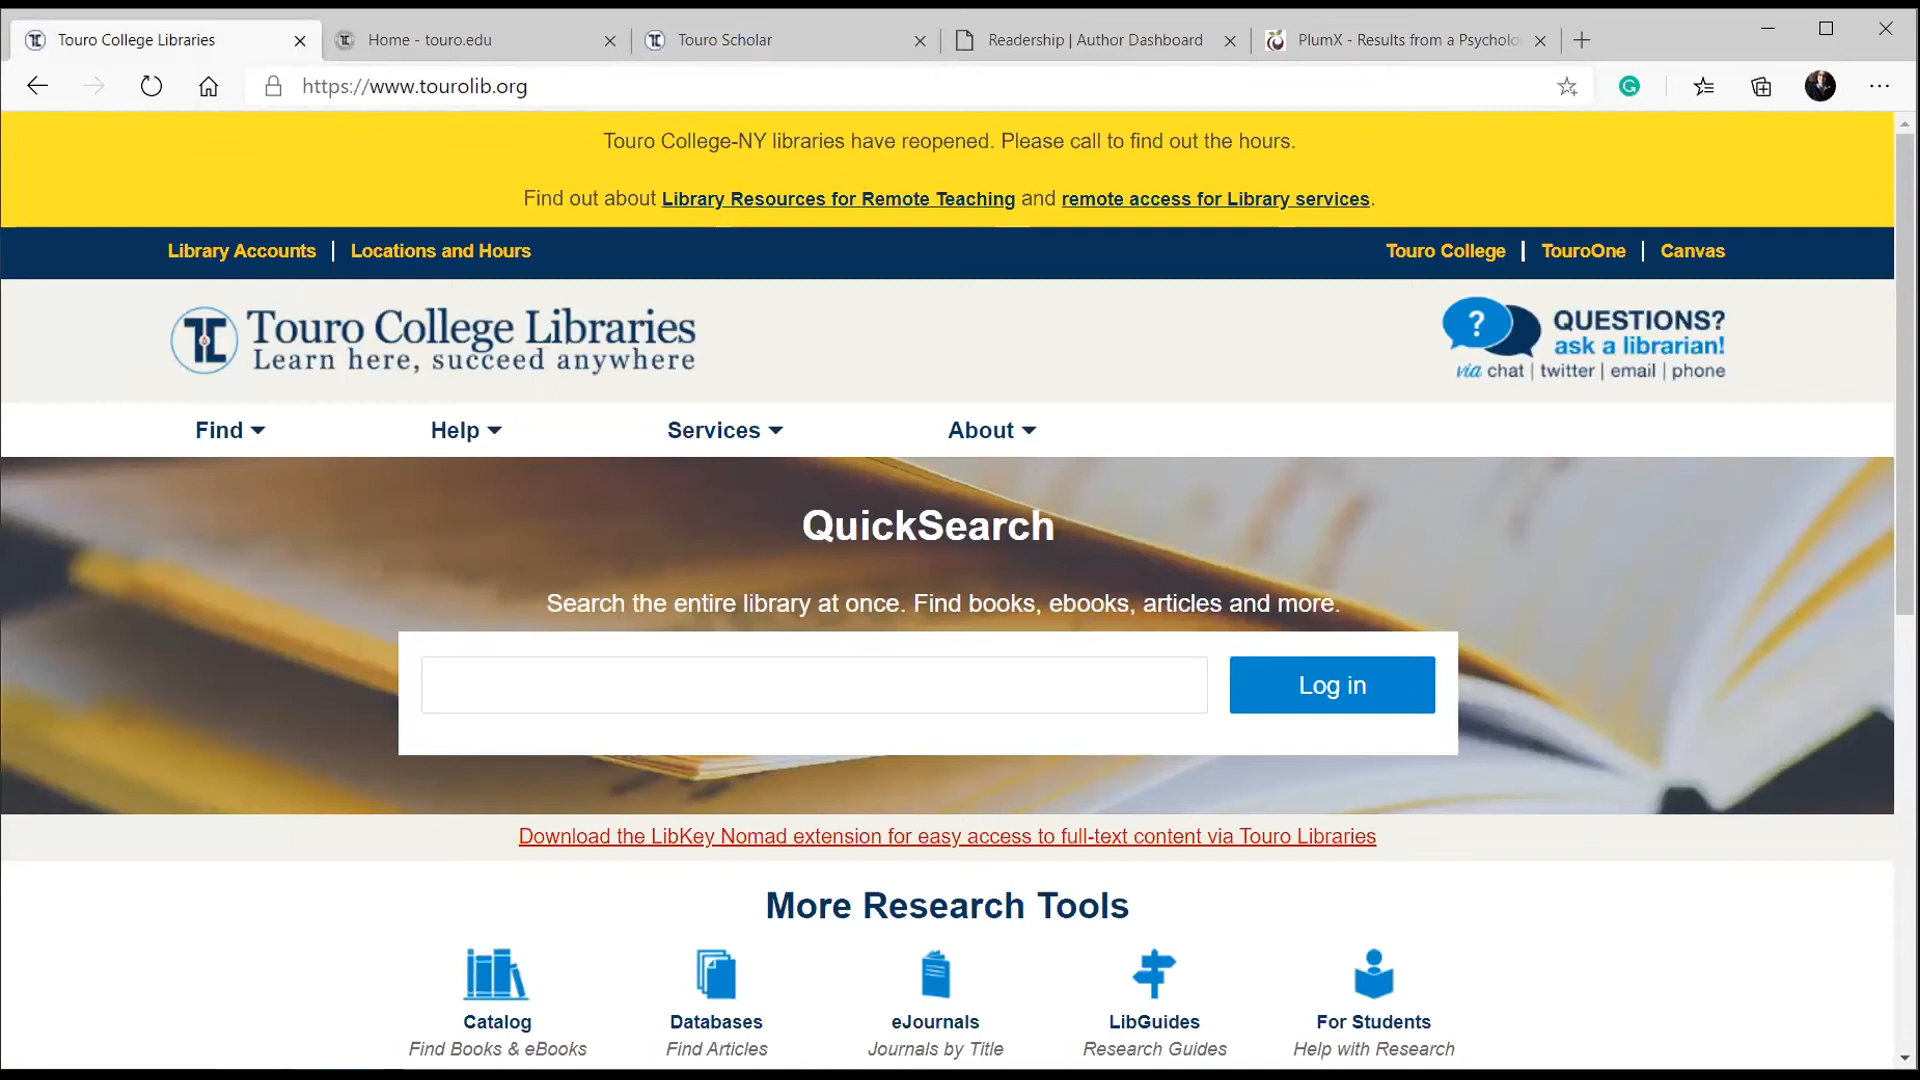 Touro College Libraries
Home - touro.edu
Touro Scholar
Readership | Author Dashboard
PlumX - Results from a Psycholo
https://www.tourolib.org
Touro College-NY libraries have reopened. Please call to find out the hours.
Find out about Library Resources for Remote Teaching and remote access for Library services.
Library Accounts | Locations and Hours
Touro College | TouroOne | Canvas
TC Touro College Libraries
Learn here, succeed anywhere
? QUESTIONS?
ask a librarian!
via chat | twitter | email | phone
Find
Help
Services
About
QuickSearch
Search the entire library at once. Find books, ebooks, articles and more.
Log in
Download the LibKey Nomad extension for easy access to full-text content via Touro Libraries
More Research Tools
Catalog
Find Books & eBooks
Databases
Find Articles
eJournals
Journals by Title
LibGuides
Research Guides
For Students
Help with Research